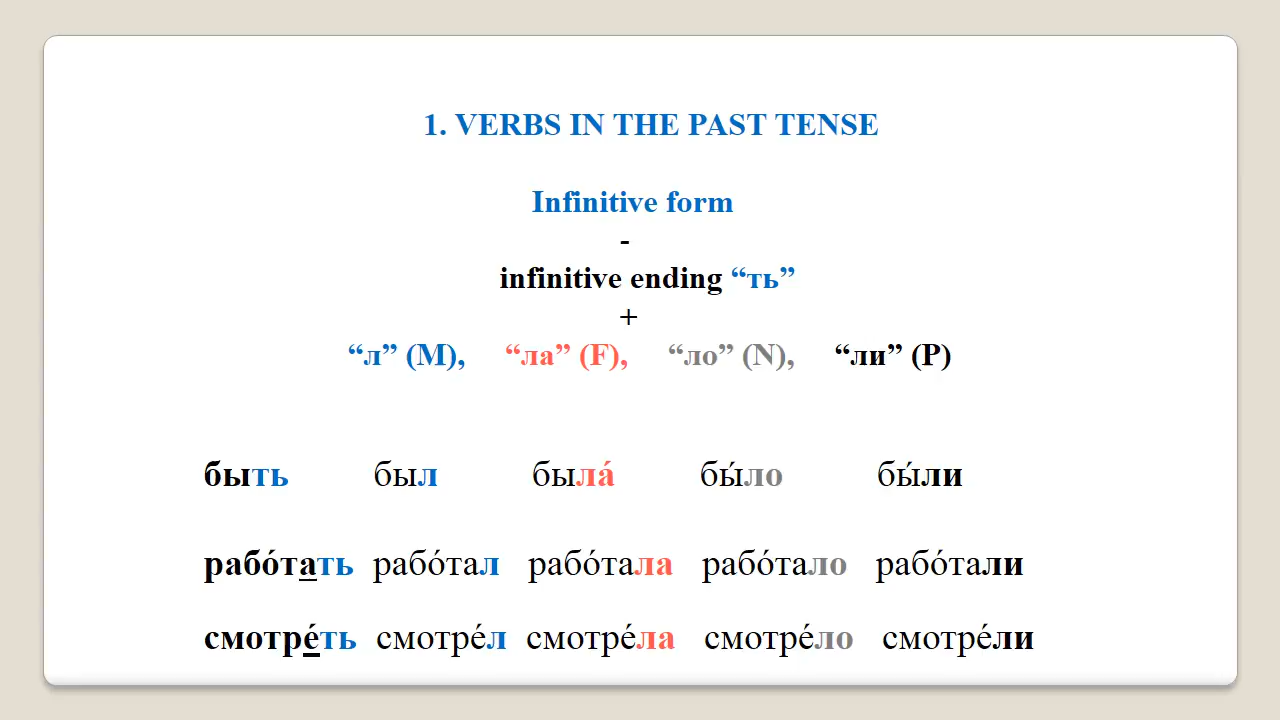 1. VERBS IN THE PAST TENSE
Infinitive form
-
infinitive ending “ть”
+
“л” (M), “ла” (F), “ло” (N), “ли” (P)
быть был была́ бы́ло бы́ли
рабо́тать рабо́тал рабо́тала рабо́тало рабо́тали
смотре́ть смотре́л смотре́ла смотре́ло смотре́ли